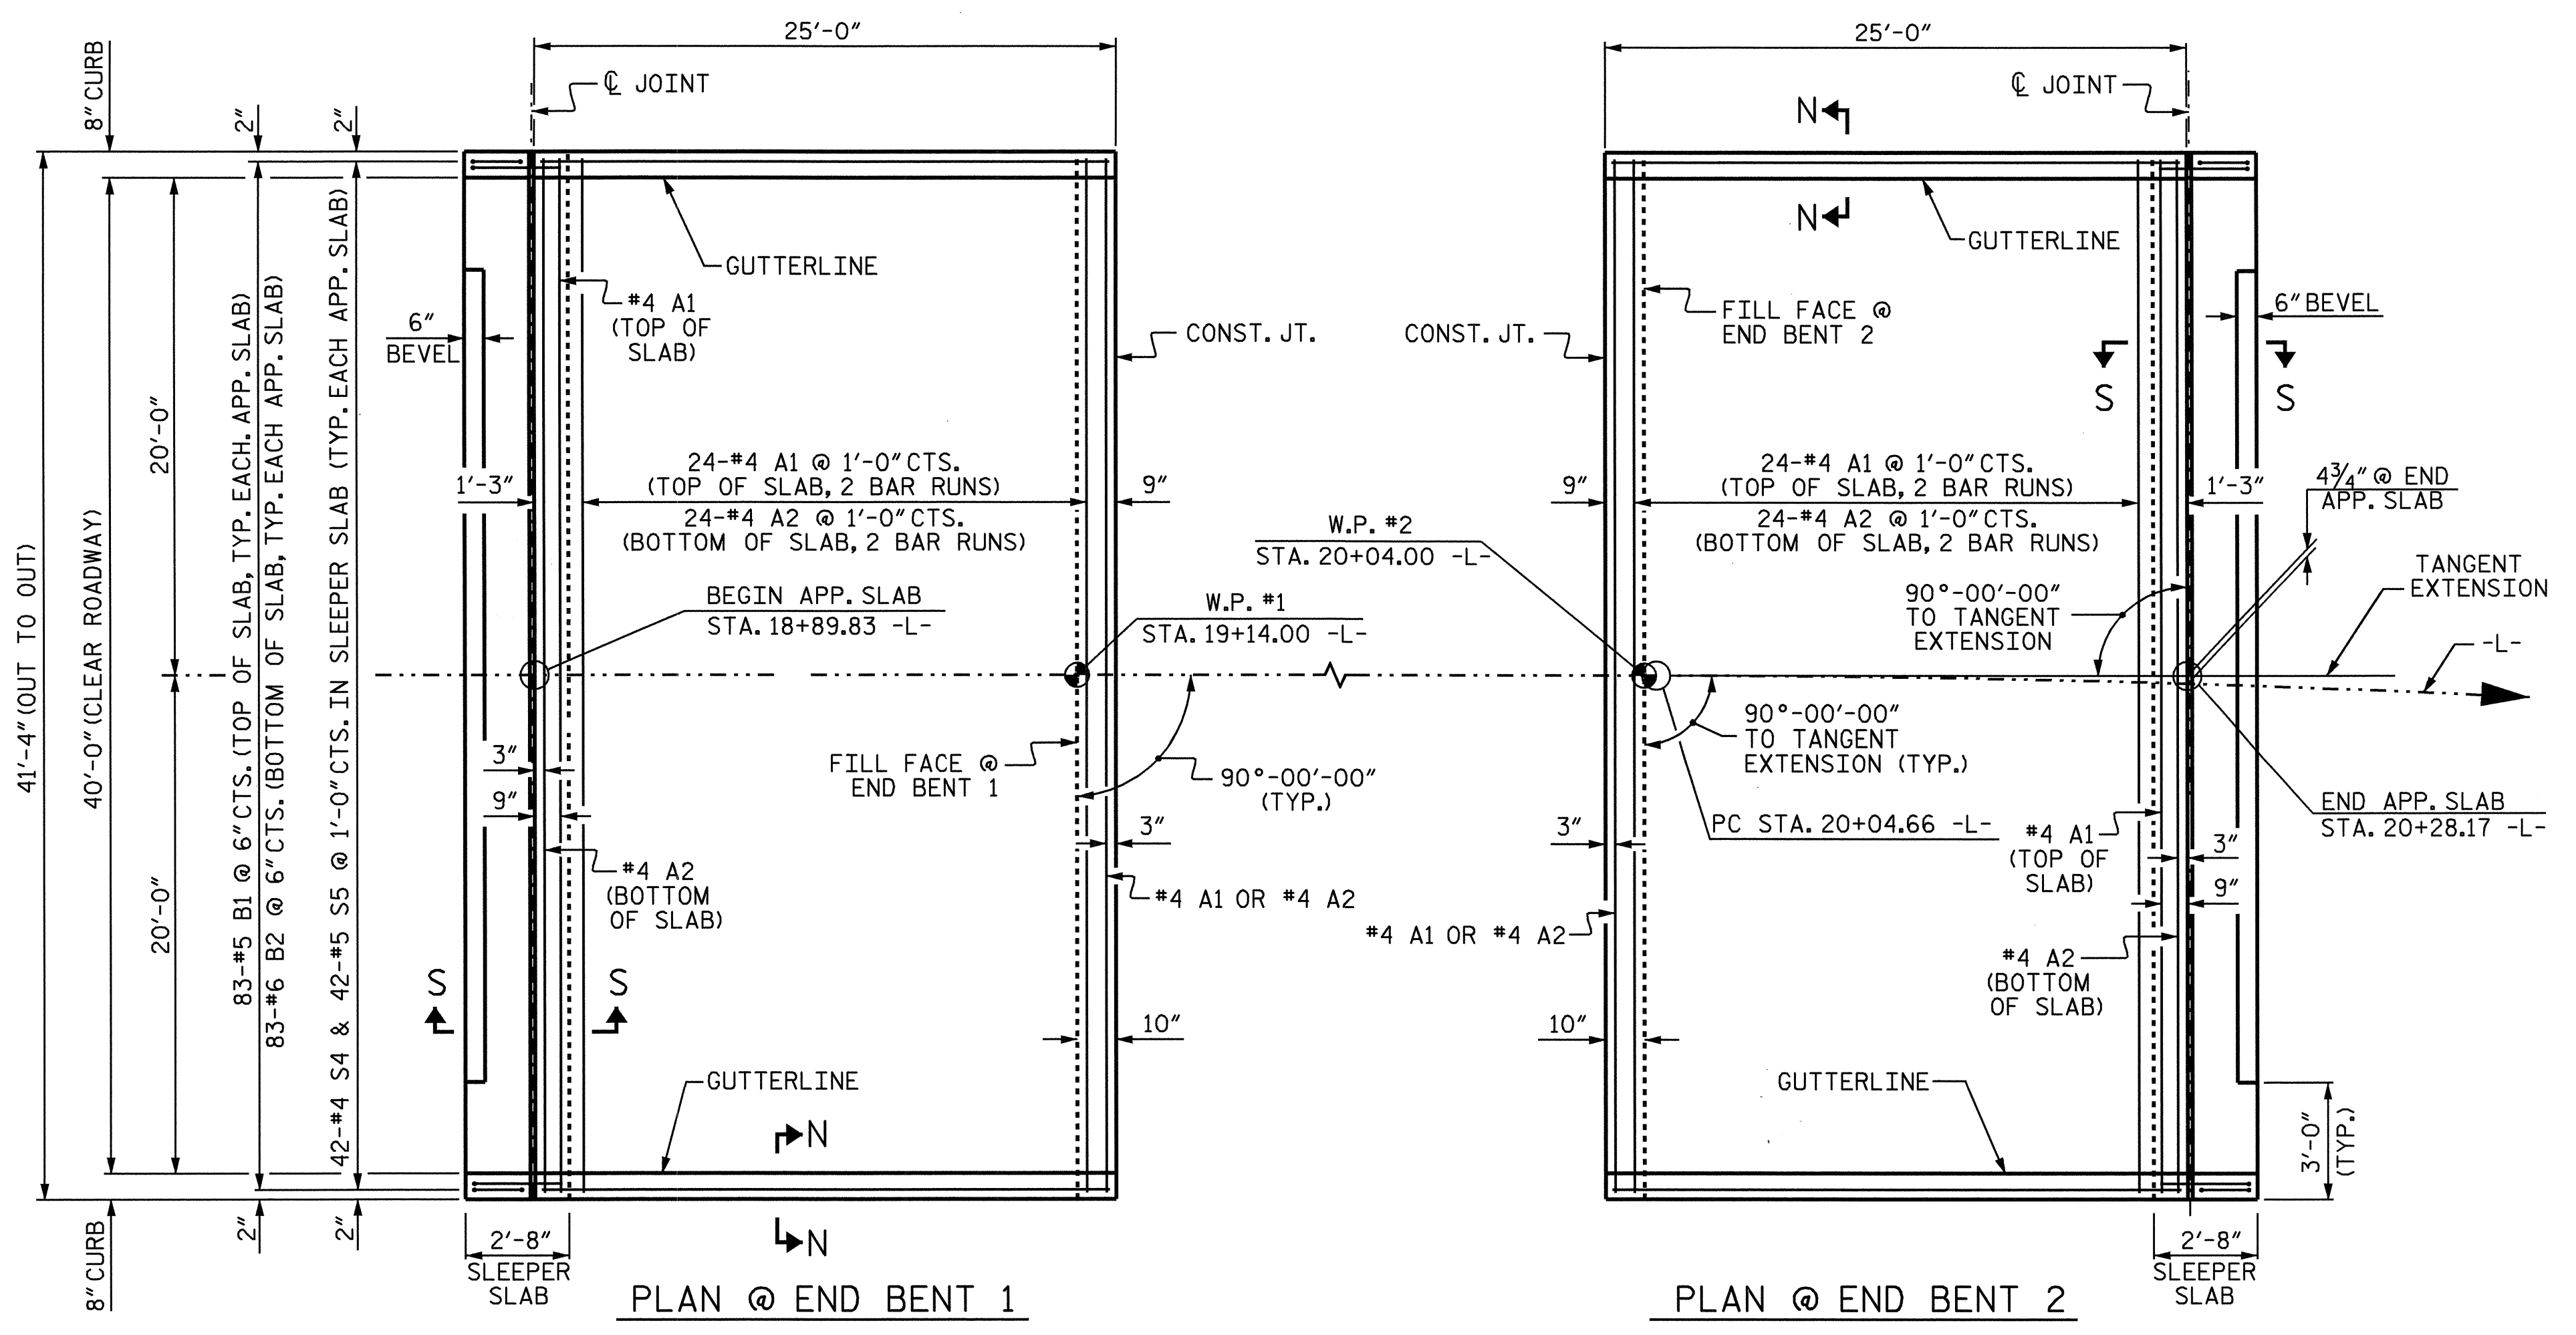 25'-0"
℄ JOINT
8" CURB
2"
2"
41'-4" (OUT TO OUT)
40'-0" (CLEAR ROADWAY)
20'-0"
20'-0"
83-#5 B1 @ 6" CTS. (TOP OF SLAB, TYP. EACH. APP. SLAB)
83-#6 B2 @ 6" CTS. (BOTTOM OF SLAB, TYP. EACH APP. SLAB)
42-#4 S4 & 42-#5 S5 @ 1'-0" CTS. IN SLEEPER SLAB (TYP. EACH APP. SLAB)
8" CURB
2"
2"
GUTTERLINE
#4 A1
(TOP OF
SLAB)
6"
BEVEL
CONST. JT.
1'-3"
24-#4 A1 @ 1'-0" CTS.
(TOP OF SLAB, 2 BAR RUNS)
24-#4 A2 @ 1'-0" CTS.
(BOTTOM OF SLAB, 2 BAR RUNS)
9"
BEGIN APP. SLAB
STA. 18+89.83 -L-
W.P. #1
STA. 19+14.00 -L-
3"
9"
FILL FACE @
END BENT 1
90°-00'-00"
(TYP.)
3"
#4 A2
(BOTTOM
OF SLAB)
#4 A1 OR #4 A2
S
S
10"
GUTTERLINE
N
N
2'-8"
SLEEPER
SLAB
PLAN @ END BENT 1
25'-0"
℄ JOINT
N
N
GUTTERLINE
FILL FACE @
END BENT 2
CONST. JT.
6" BEVEL
S
S
9"
24-#4 A1 @ 1'-0" CTS.
(TOP OF SLAB, 2 BAR RUNS)
24-#4 A2 @ 1'-0" CTS.
(BOTTOM OF SLAB, 2 BAR RUNS)
1'-3"
4¾" @ END
APP. SLAB
W.P. #2
STA. 20+04.00 -L-
90°-00'-00"
TO TANGENT
EXTENSION
TANGENT
EXTENSION
-L-
90°-00'-00"
TO TANGENT
EXTENSION (TYP.)
PC STA. 20+04.66 -L-
END APP. SLAB
STA. 20+28.17 -L-
3"
#4 A1
(TOP OF
SLAB)
3"
9"
#4 A1 OR #4 A2
#4 A2
(BOTTOM
OF SLAB)
10"
GUTTERLINE
3'-0"
(TYP.)
2'-8"
SLEEPER
SLAB
PLAN @ END BENT 2